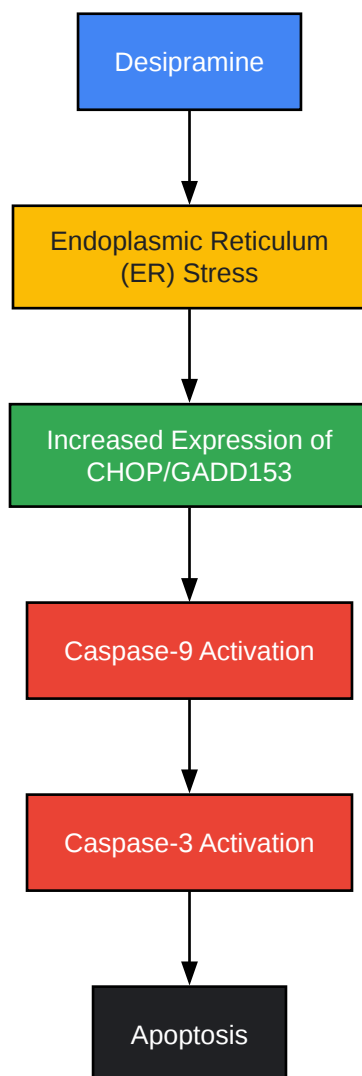 Desipramine
Endoplasmic Reticulum
(ER) Stress
Increased Expression of
CHOP/GADD153
Caspase-9 Activation
Caspase-3 Activation
Apoptosis